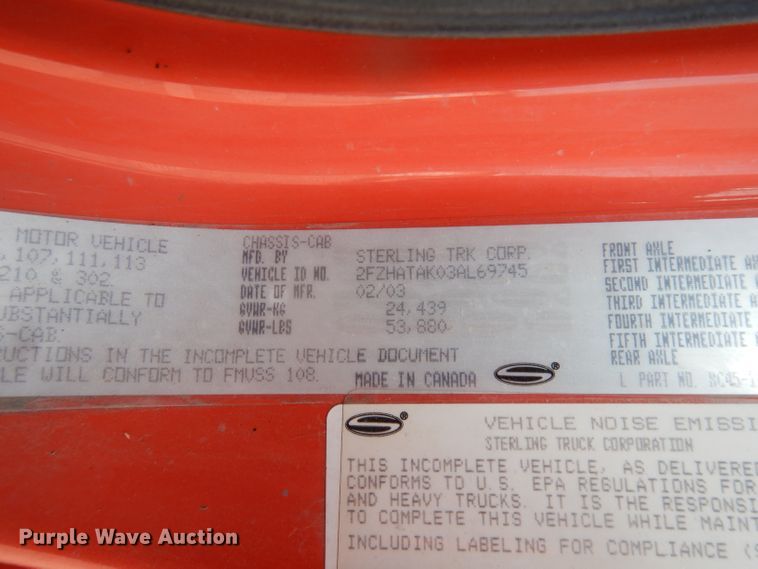 MOTOR VEHICLE
107, 111, 113
210 & 302.
APPLICABLE TO
SUBSTANTIALLY
S-CAB.
INSTRUCTIONS IN THE INCOMPLETE VEHICLE DOCUMENT
LE WILL CONFORM TO FMVSS 108.
CHASSIS-CAB
MFD. BY STERLING TRK CORP.
VEHICLE ID NO. 2FZHATAK03AL69745
DATE OF MFR. 02/03
GVWR-KG 24,439
GVWR-LBS 53,880
MADE IN CANADA
FRONT AXLE
FIRST INTERMEDIATE AX
SECOND INTERMEDIATE
THIRD INTERMEDIATE A
FOURTH INTERMEDIATE
FIFTH INTERMEDIATE A
REAR AXLE
L PART NO.
VEHICLE NOISE EMISSI
STERLING TRUCK CORPORATION
THIS INCOMPLETE VEHICLE, AS DELIVERED
CONFORMS TO U.S. EPA REGULATIONS FOR
AND HEAVY TRUCKS. IT IS THE RESPONSI
TO COMPLETE THIS VEHICLE WHILE MAINT
INCLUDING LABELING FOR COMPLIANCE
Purple Wave Auction